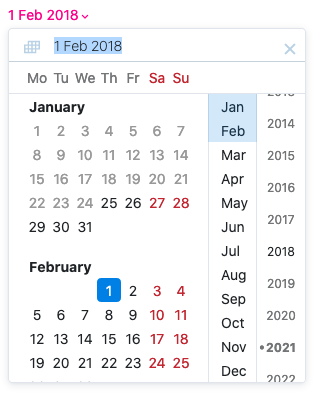 1 Feb 2018
1 Feb 2018
Mo Tu We Th Fr Sa Su
January
1 2 3 4 5 6 7
8 9 10 11 12 13 14
15 16 17 18 19 20 21
22 23 24 25 26 27 28
29 30 31
February
1 2 3 4
5 6 7 8 9 10 11
12 13 14 15 16 17 18
19 20 21 22 23 24 25
Jan
Feb
Mar
Apr
May
Jun
Jul
Aug
Sep
Oct
Nov
Dec
2014
2015
2016
2017
2018
2019
2020
2021